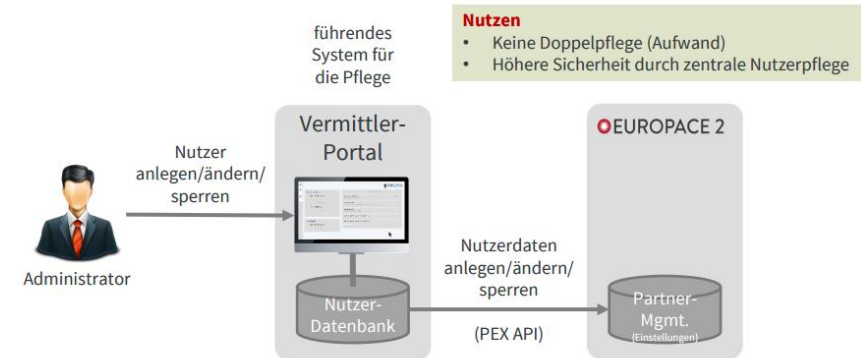 führendes
System für
die Pflege
Nutzen
• Keine Doppelpflege (Aufwand)
• Höhere Sicherheit durch zentrale Nutzerpflege
Vermittler-
Portal
EUROPACE 2
Nutzer
anlegen/ändern/
sperren
Administrator
Nutzerdaten
anlegen/ändern/
sperren
(PEX API)
Nutzer-
Datenbank
Partner-
Mgmt.
(Einstellungen)